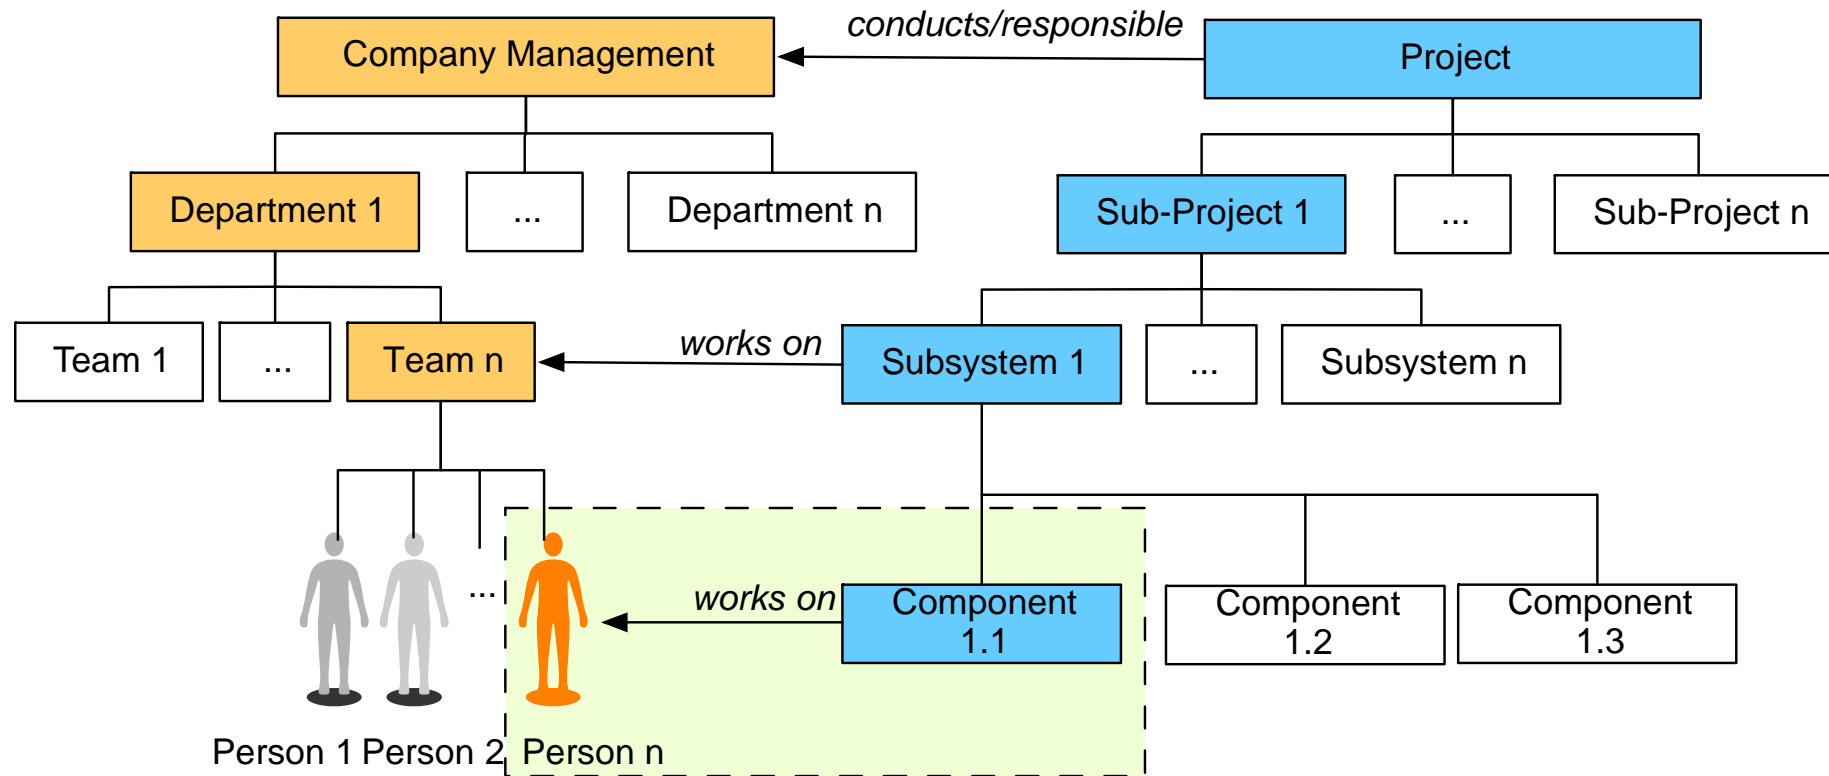 conducts/responsible
Company Management
Project
Department 1
...
Department n
Sub-Project 1
...
Sub-Project n
Team 1
...
Team n
works on
Subsystem 1
...
Subsystem n
...
works on
Component
1.1
Component
1.2
Component
1.3
Person 1
Person 2
Person n